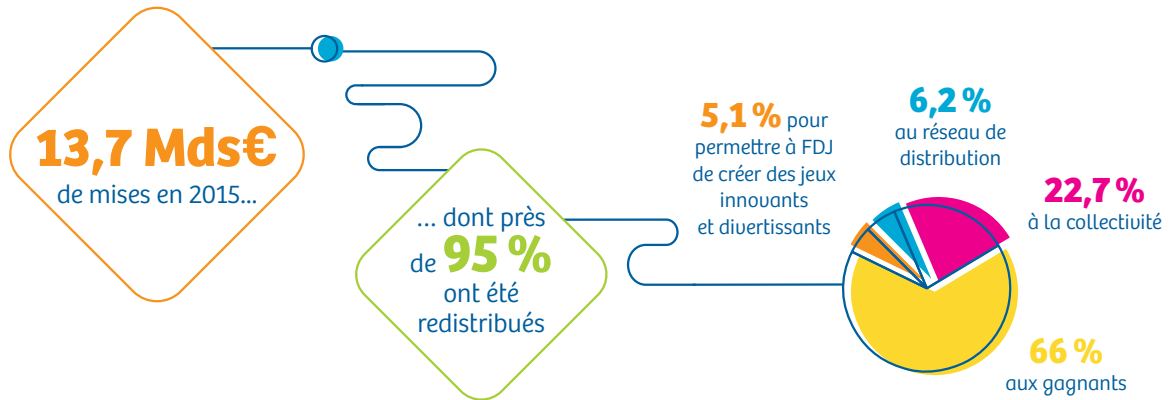 13,7 Mds€
de mises en 2015...
... dont près
de 95 %
ont été
redistribués
5,1 % pour
permettre à FDJ
de créer des jeux
innovants
et divertissants
6,2 %
au réseau de
distribution
22,7 %
à la collectivité
66 %
aux gagnants